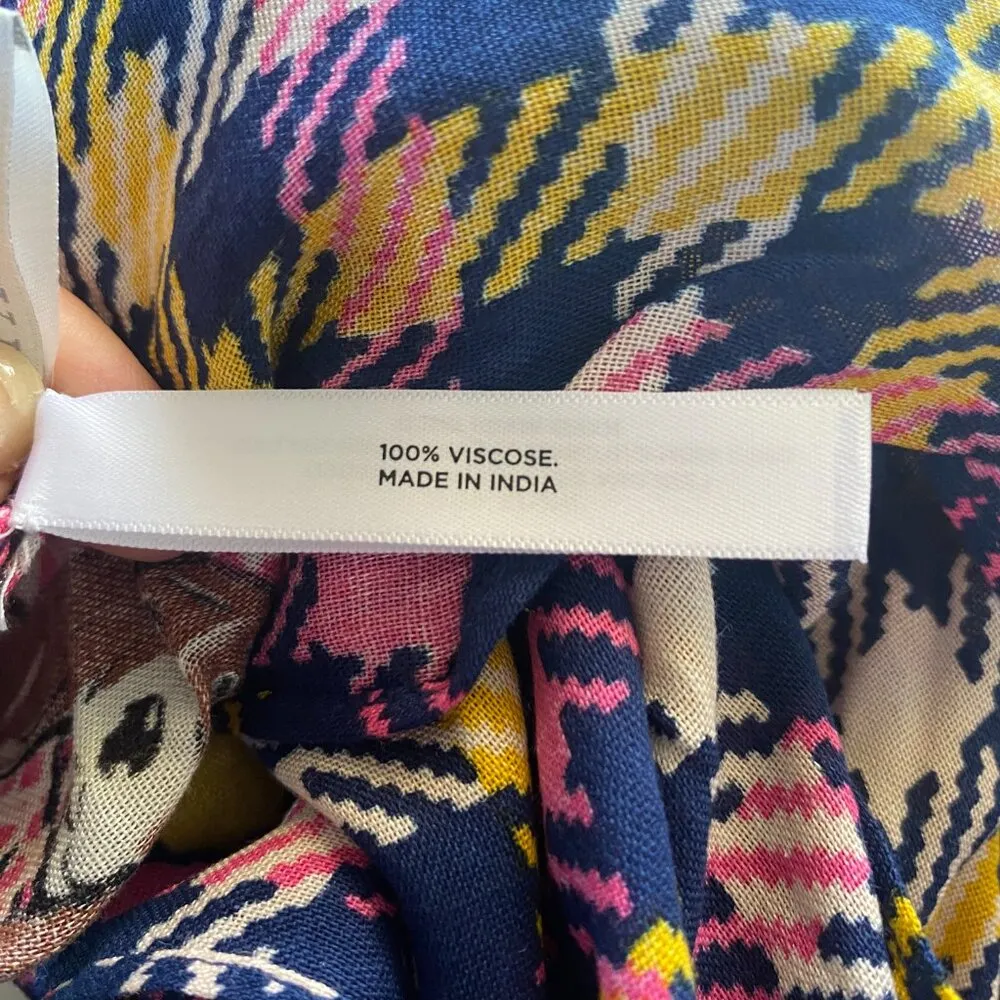 100% VISCOSE.
MADE IN INDIA